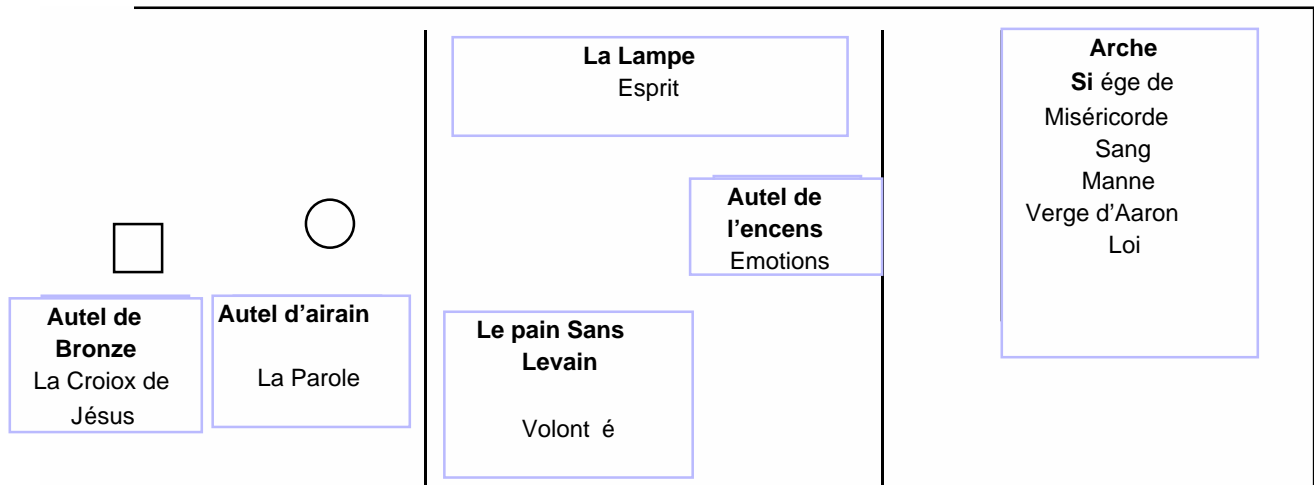 Autel de
Bronze
La Croiox de
Jésus
Autel d'airain
La Parole
La Lampe
Esprit
Autel de
l'encens
Emotions
Le pain Sans
Levain
Volont é
Arche
Si ége de
Miséricorde
Sang
Manne
Verge d'Aaron
Loi